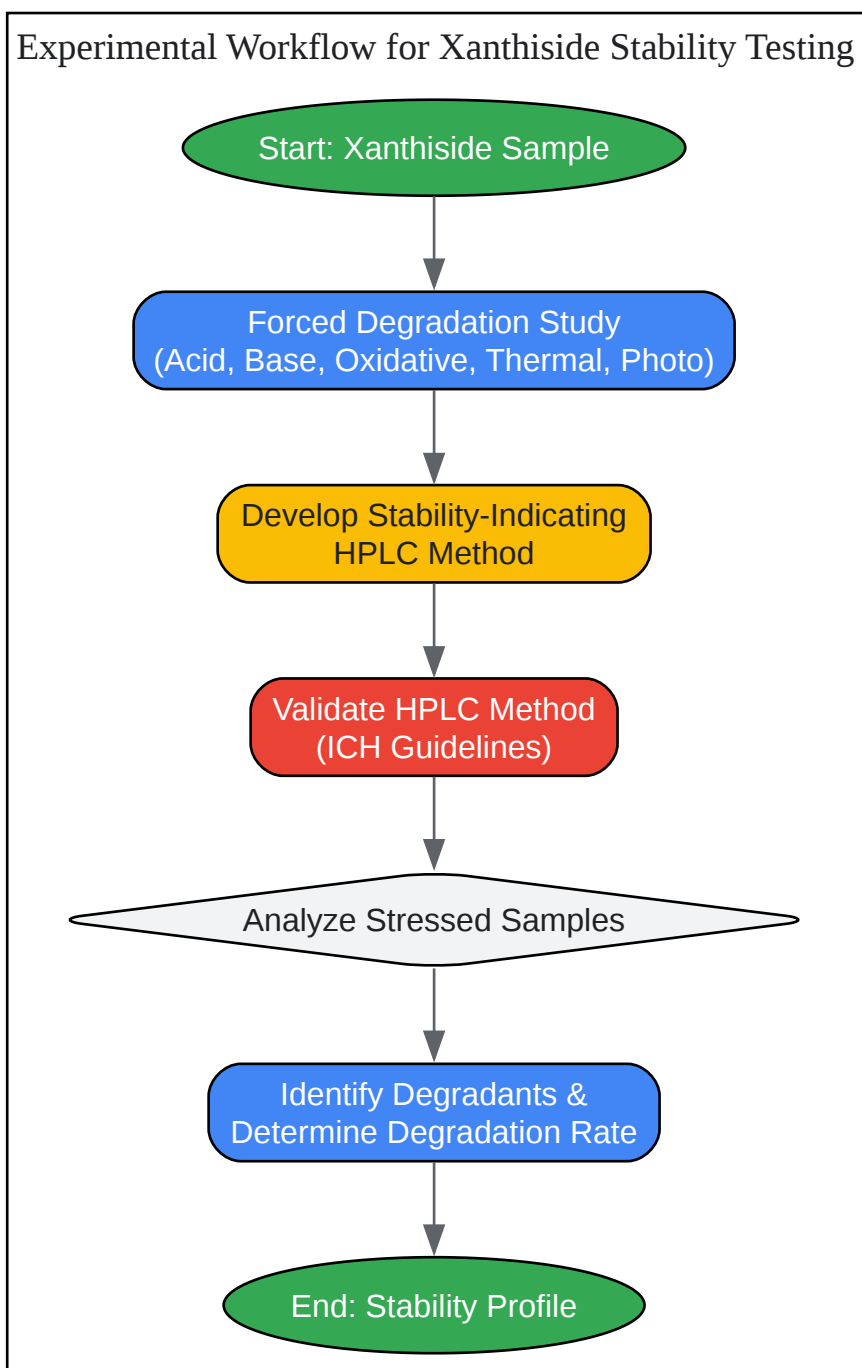 Experimental Workflow for Xanthiside Stability Testing
Start: Xanthiside Sample
Forced Degradation Study
(Acid, Base, Oxidative, Thermal, Photo)
Develop Stability-Indicating
HPLC Method
Validate HPLC Method
(ICH Guidelines)
Analyze Stressed Samples
Identify Degradants &
Determine Degradation Rate
End: Stability Profile